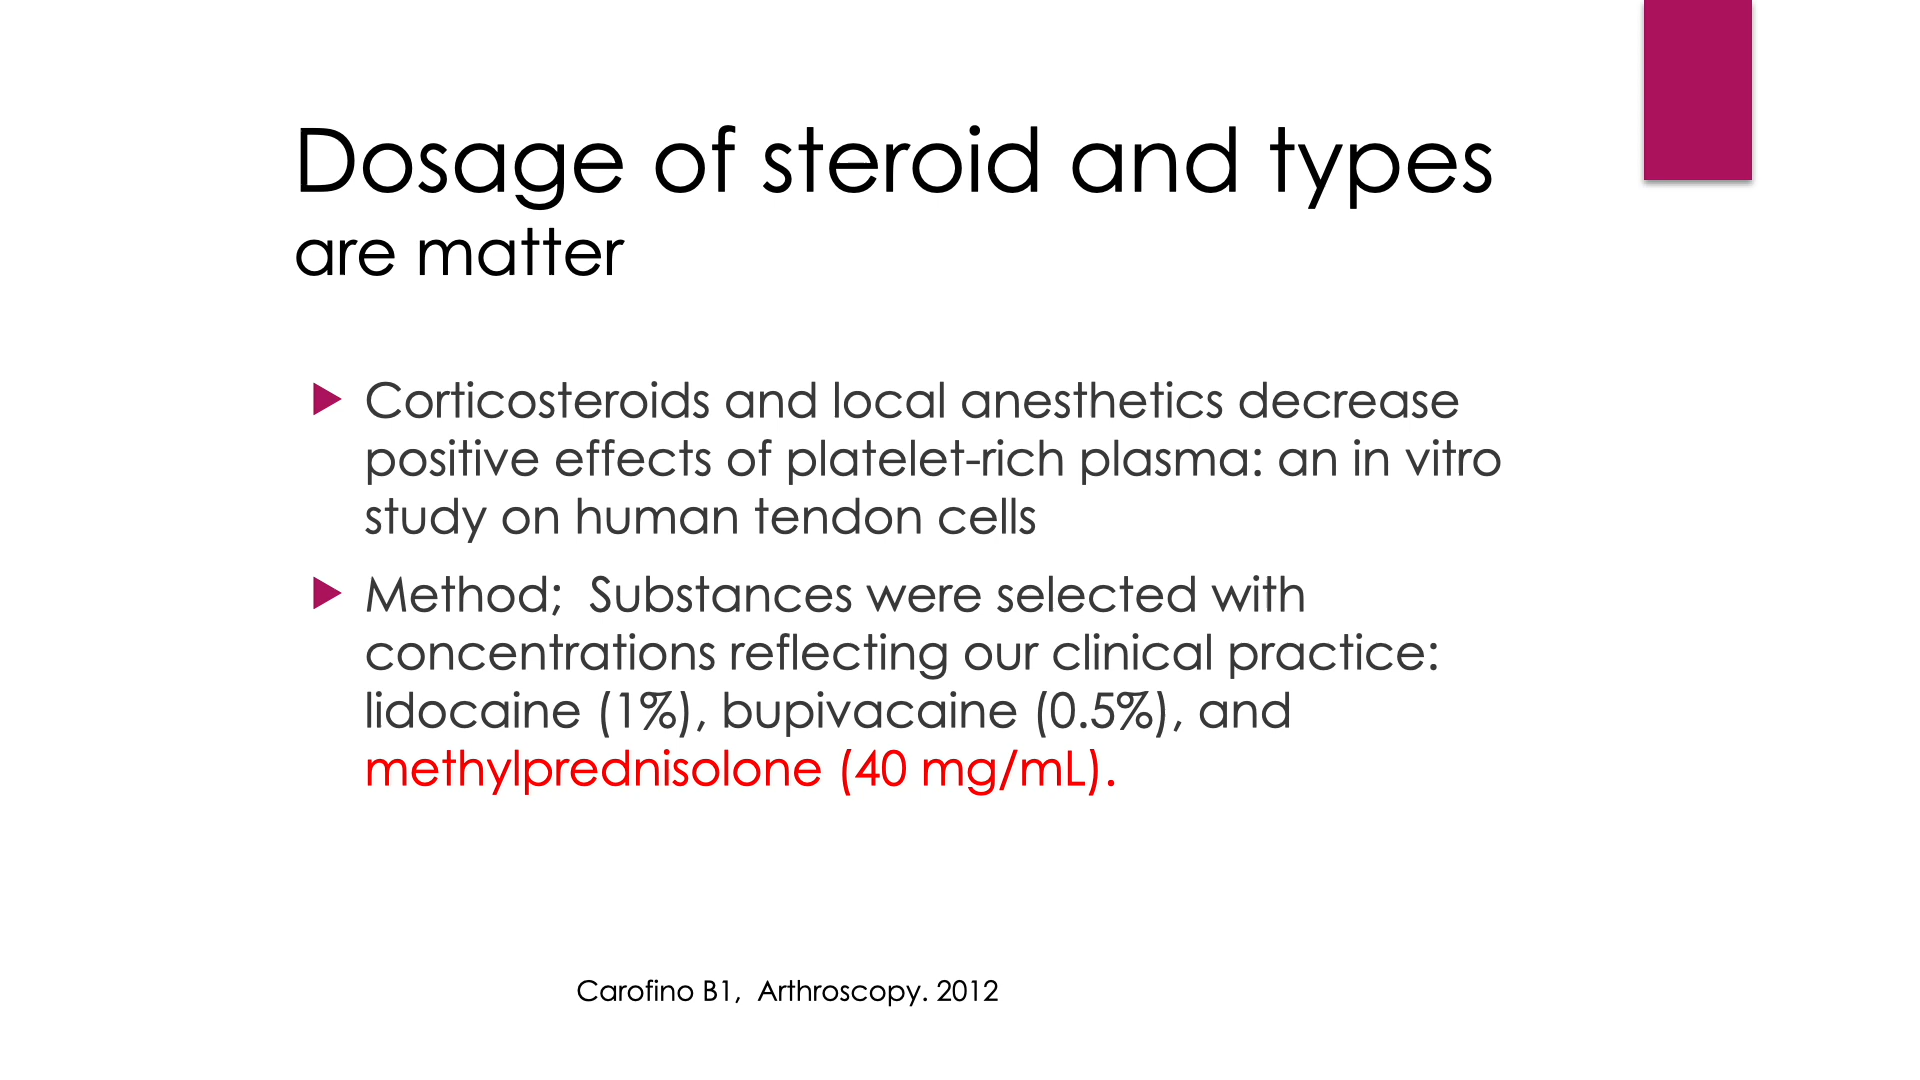 Dosage of steroid and types
are matter
Corticosteroids and local anesthetics decrease
positive effects of platelet-rich plasma: an in vitro
study on human tendon cells
Method;  Substances were selected with
concentrations reflecting our clinical practice:
lidocaine (1%), bupivacaine (0.5%), and
methylprednisolone (40 mg/mL).
Carofino B1,  Arthroscopy. 2012